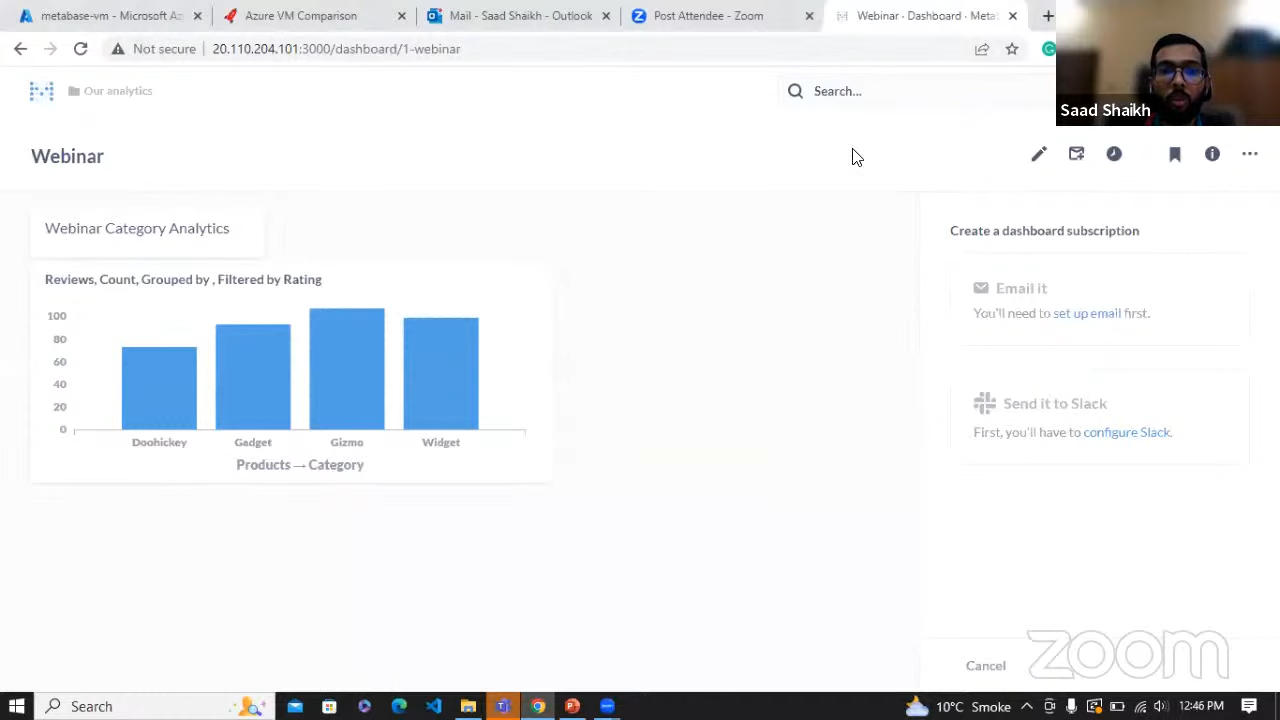 metabase-vm - Microsoft Az
Azure VM Comparison
Mail - Saad Shaikh - Outlook
Post Attendee - Zoom
Webinar · Dashboard · Meta
Not secure
20.110.204.101:3000/dashboard/1-webinar
Our analytics
Search...
Saad Shaikh
Webinar
Webinar Category Analytics
Reviews, Count, Grouped by , Filtered by Rating
100
80
60
40
20
0
Doohickey
Gadget
Gizmo
Widget
Products → Category
Create a dashboard subscription
Email it
You'll need to set up email first.
Send it to Slack
First, you'll have to configure Slack.
Cancel
zoom
Search
10°C Smoke
12:46 PM